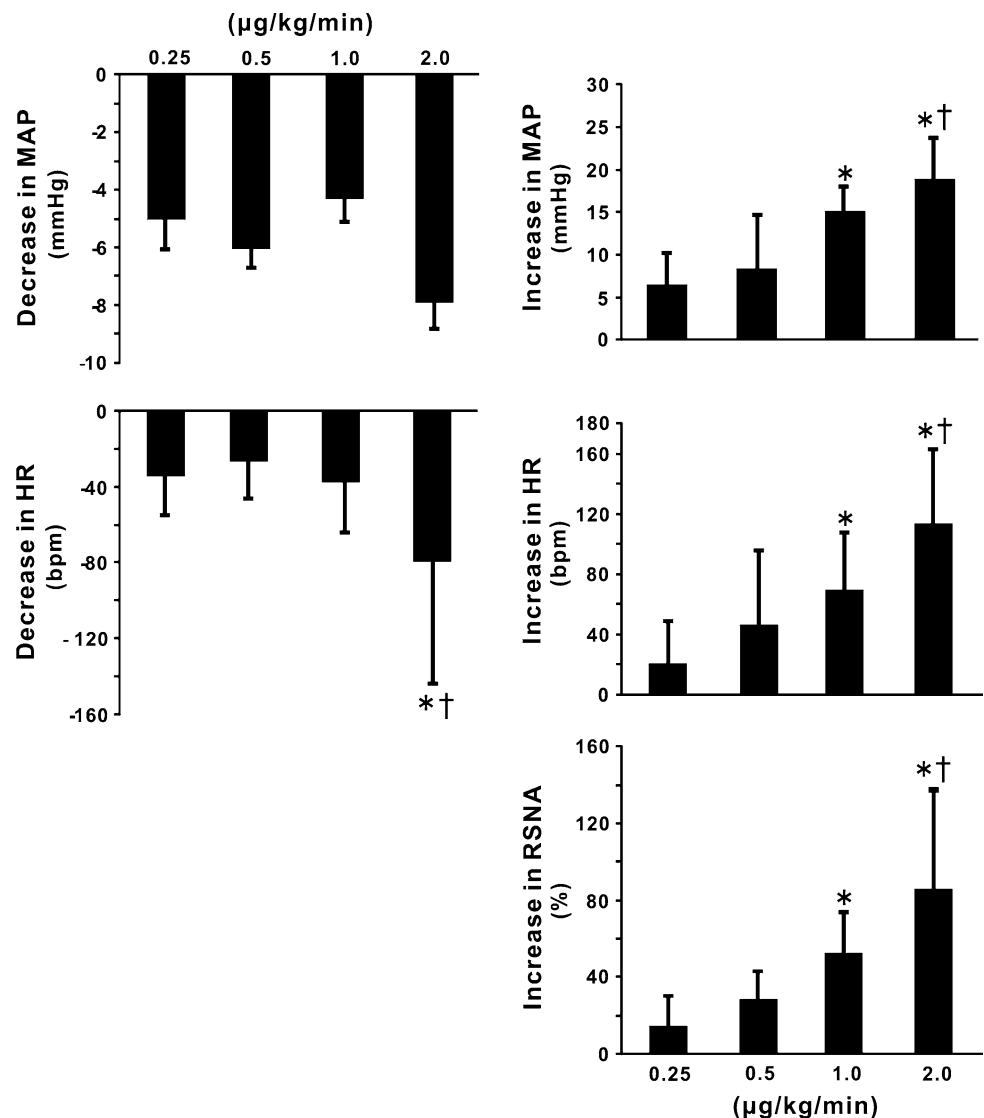 (µg/kg/min)
0.25 0.5 1.0 2.0
0
-2
-4
-6
-8
-10
Decrease in MAP
(mmHg)
30
25
20
15
10
5
0
Increase in MAP
(mmHg)
*
*†
0
-40
-80
-120
-160
Decrease in HR
(bpm)
*†
180
160
120
80
40
0
Increase in HR
(bpm)
*
*†
160
120
80
40
0
Increase in RSNA
(%)
*
*†
0.25 0.5 1.0 2.0
(µg/kg/min)